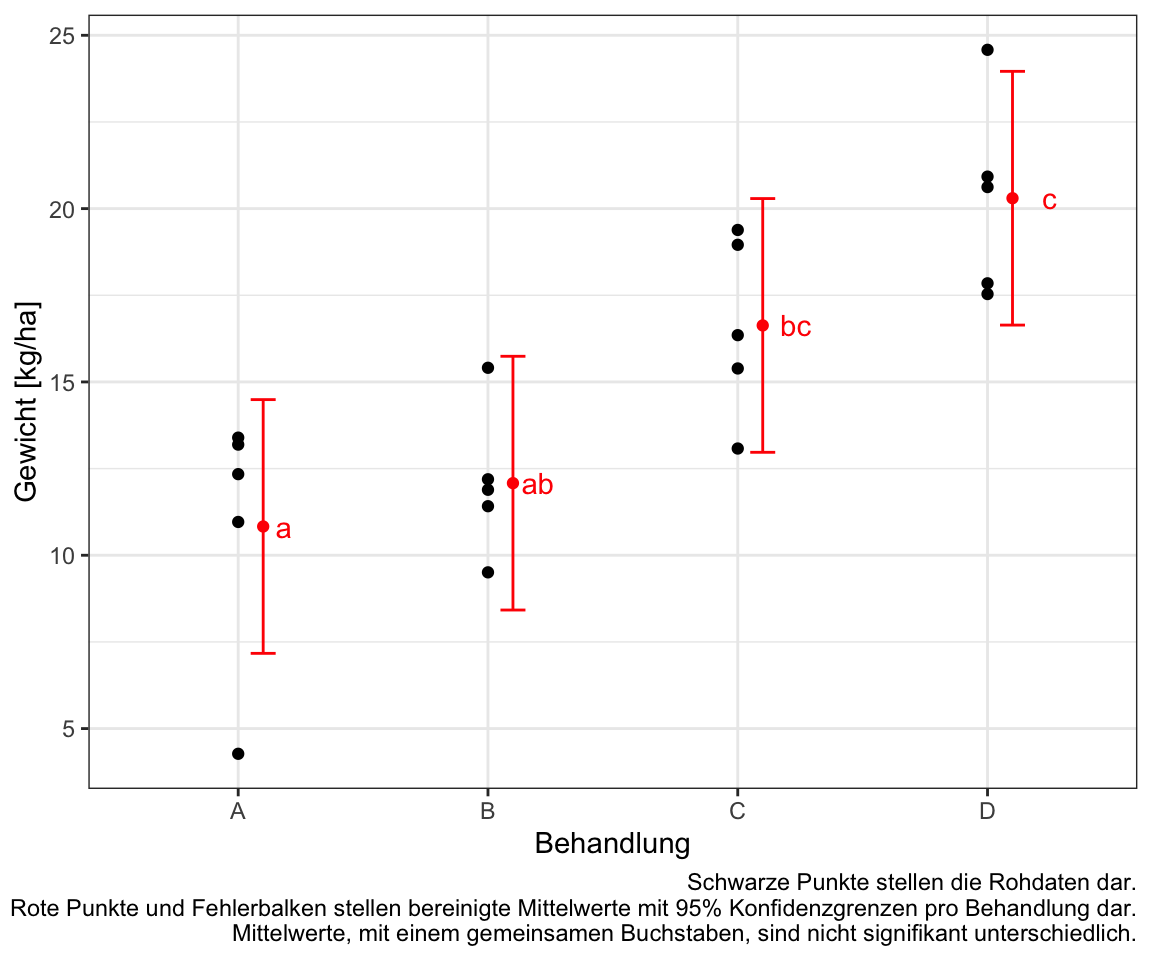 25
20
15
10
5
Gewicht [kg/ha]
a
ab
bc
c
A B C D
Behandlung
Schwarze Punkte stellen die Rohdaten dar.
Rote Punkte und Fehlerbalken stellen bereinigte Mittelwerte mit 95% Konfidenzgrenzen pro Behandlung dar.
Mittelwerte, mit einem gemeinsamen Buchstaben, sind nicht signifikant unterschiedlich.